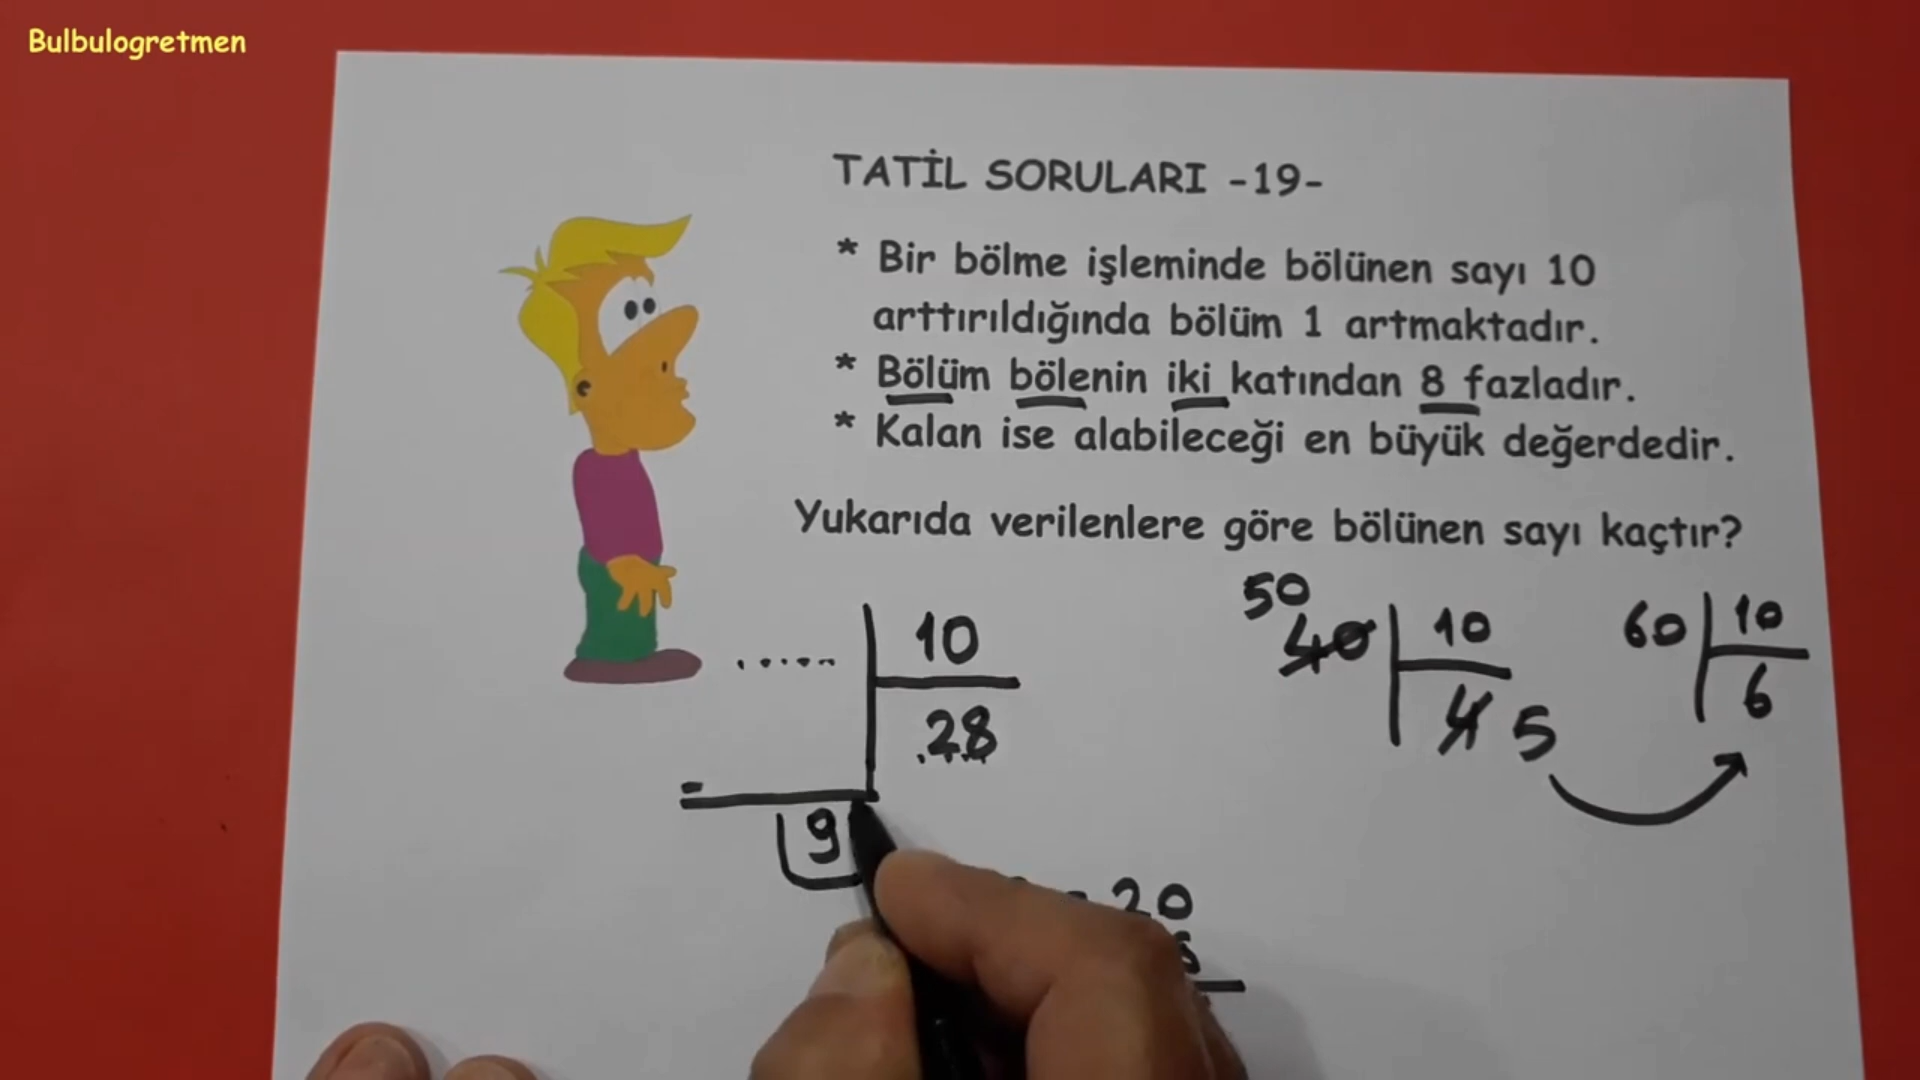 Bulbulogretmen
TATİL SORULARI -19-
* Bir bölme işleminde bölünen sayı 10
arttırıldığında bölüm 1 artmaktadır.
* Bölüm bölenin iki katından 8 fazladır.
* Kalan ise alabileceği en büyük değerdedir.
Yukarıda verilenlere göre bölünen sayı kaçtır?
..... 10
28
9
50
40 10
4 5
60 10
6
20